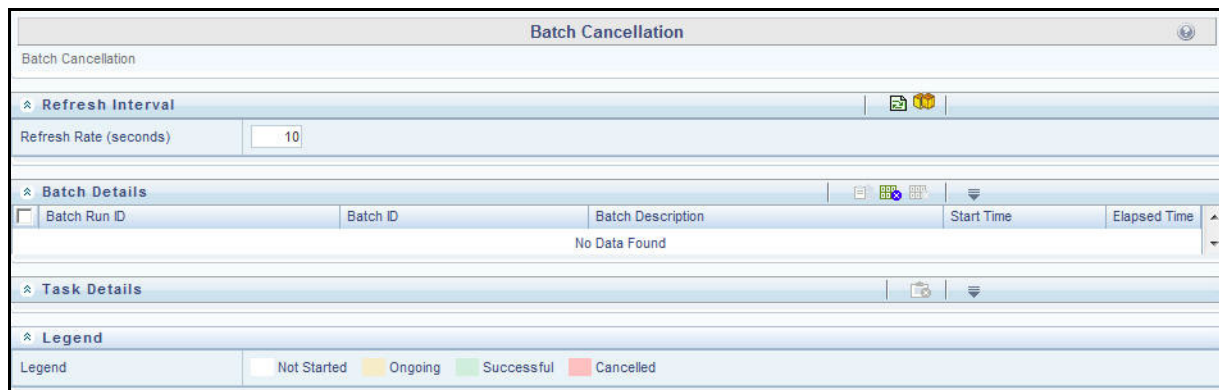 Batch Cancellation
Batch Cancellation
Refresh Interval
Refresh Rate (seconds) 10
Batch Details
Batch Run ID Batch ID Batch Description Start Time Elapsed Time
No Data Found
Task Details
Legend
Legend Not Started Ongoing Successful Cancelled